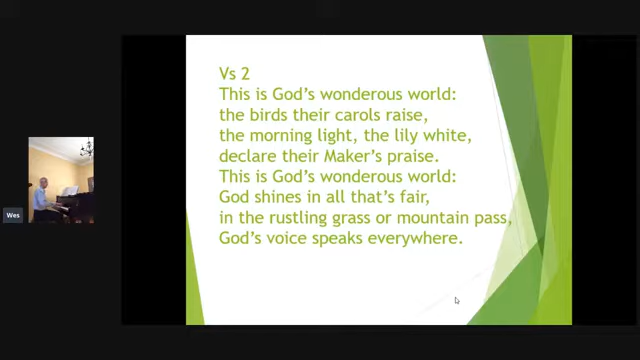 Vs 2
This is God's wonderous world:
the birds their carols raise,
the morning light, the lily white,
declare their Maker's praise.
This is God's wonderous world:
God shines in all that's fair,
in the rustling grass or mountain pass,
God's voice speaks everywhere.
Wes